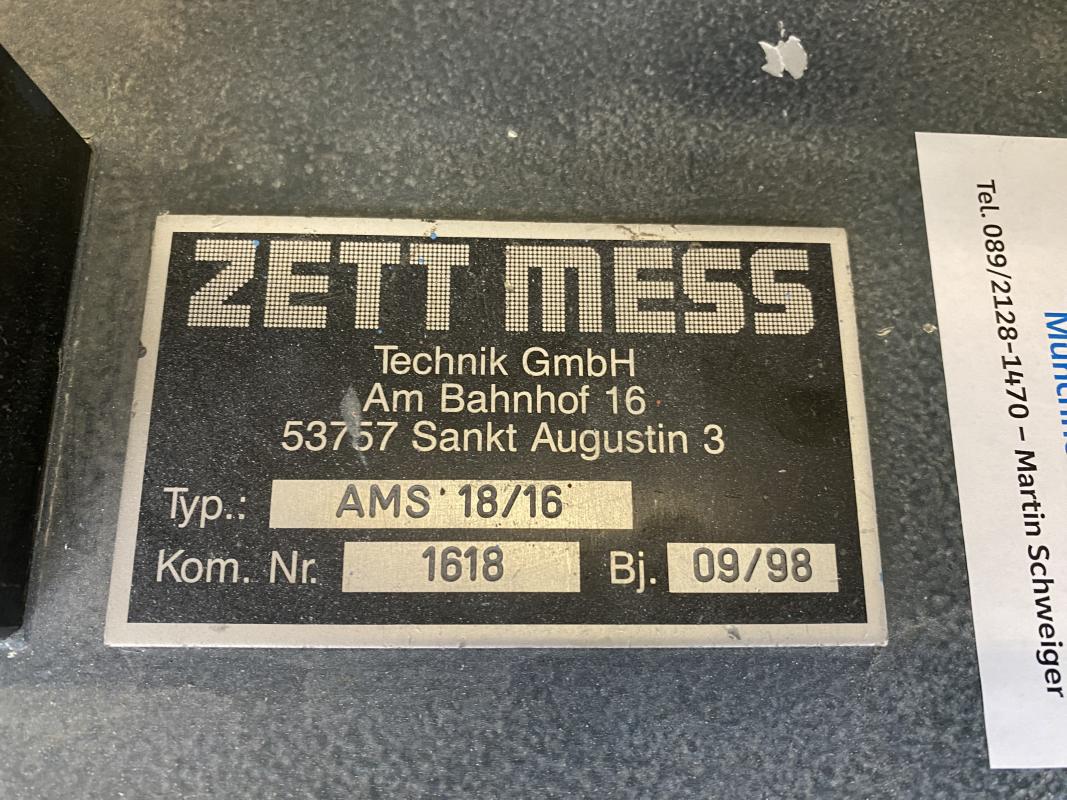 ZETT MESS
Technik GmbH
Am Bahnhof 16
53757 Sankt Augustin 3
Typ.: AMS 18/16
Kom. Nr. 1618 Bj. 09/98
Tel. 089/2128-1470 – Martin Schweiger